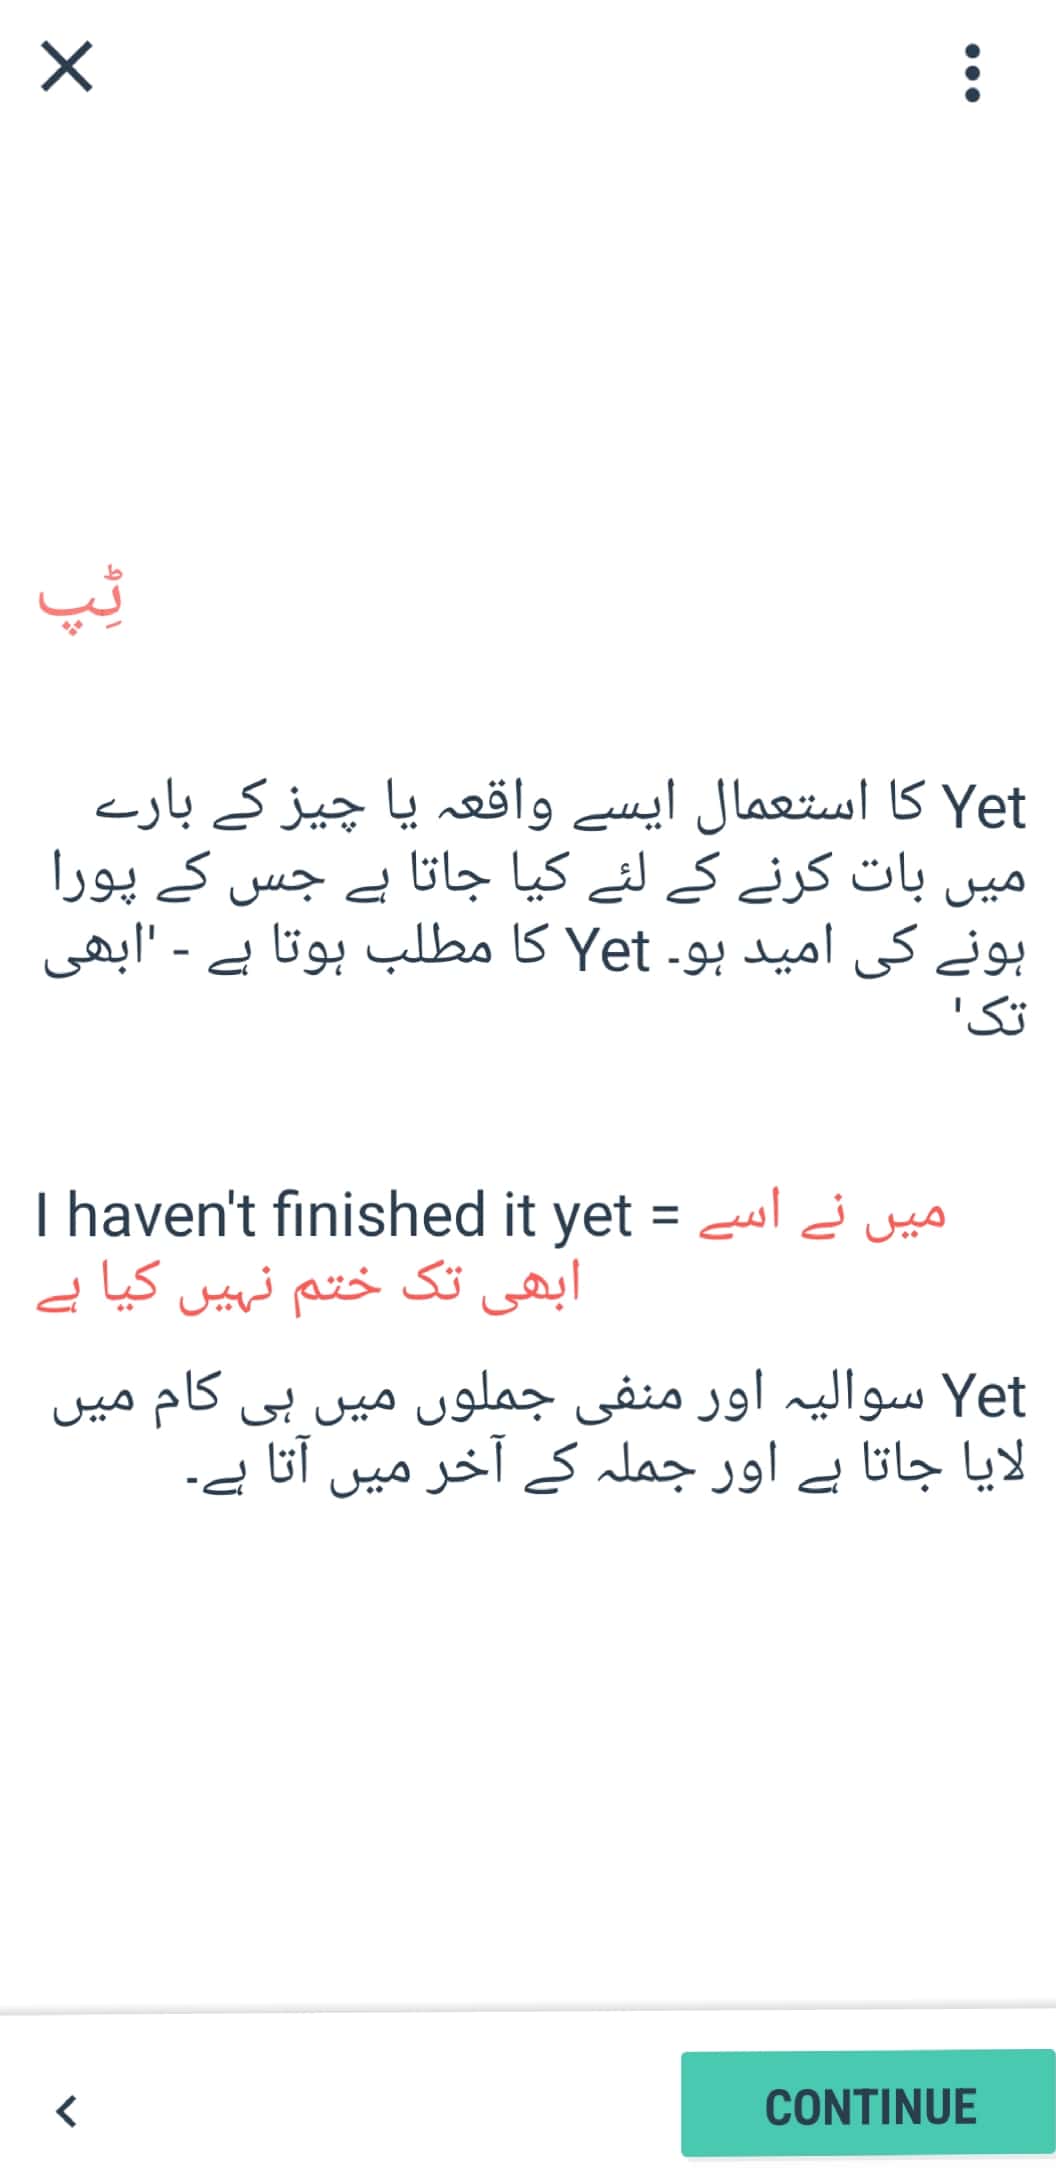 ٹِپ
Yet کا استعمال ایسے واقعہ یا چیز کے بارے
میں بات کرنے کے لئے کیا جاتا ہے جس کے پورا
ہونے کی امید ہو۔ Yet کا مطلب ہوتا ہے - 'ابھی
تک'
I haven't finished it yet = میں نے اسے
ابھی تک ختم نہیں کیا ہے
Yet سوالیہ اور منفی جملوں میں ہی کام میں
لایا جاتا ہے اور جملہ کے آخر میں آتا ہے۔
CONTINUE